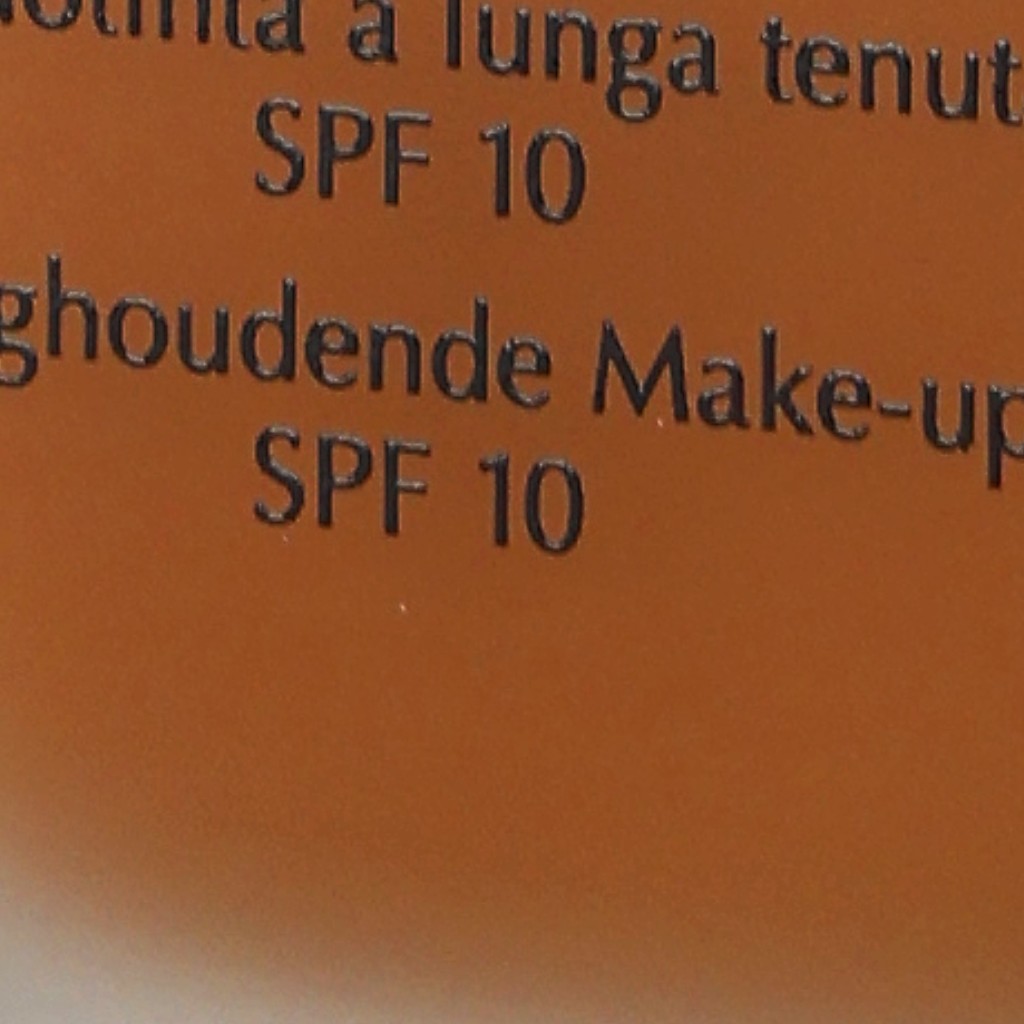 a lunga tenut
SPF 10
ghoudende Make-up
SPF 10